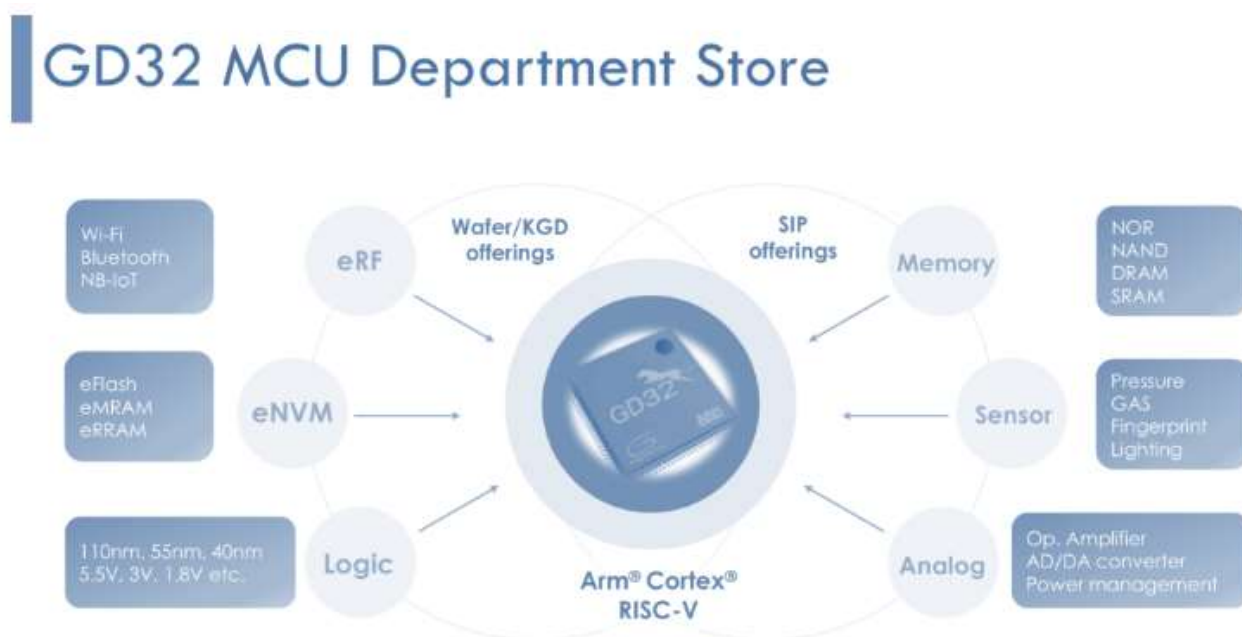 GD32 MCU Department Store
Wafer/KGD
offerings
SIP
offerings
Wi-Fi
Bluetooth
NB-IoT
eRF
Memory
NOR
NAND
DRAM
SRAM
eFlash
eMRAM
eRRAM
eNVM
GD32
Sensor
Pressure
GAS
Fingerprint
Lighting
110nm, 55nm, 40nm
5.5V, 3V, 1.8V etc.
Logic
Arm® Cortex®
RISC-V
Analog
Op. Amplifier
AD/DA converter
Power management